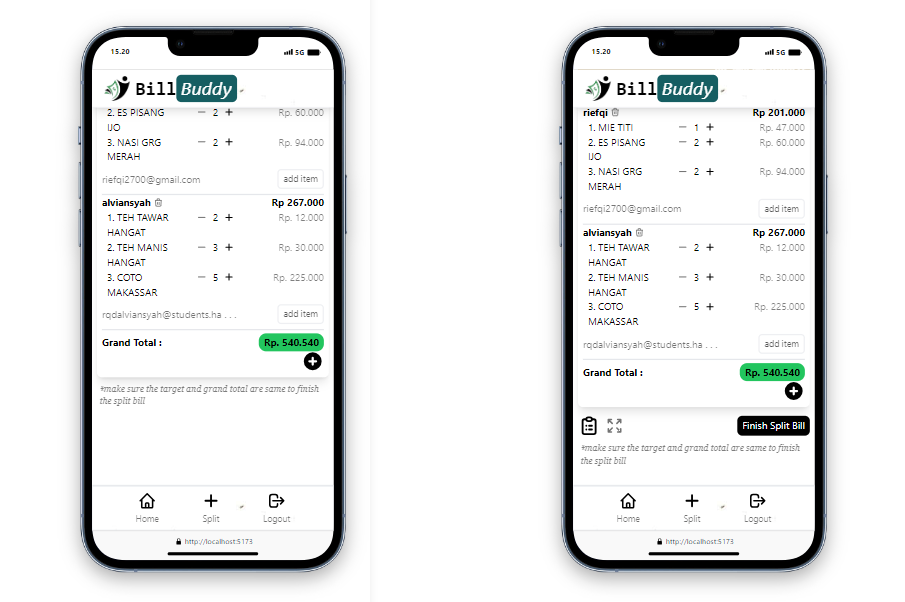 15.20
5G
Bill Buddy
2. ES PISANG
IJO
— 2 +
Rp. 60.000
3. NASI GRG
MERAH
— 2 +
Rp. 94.000
riefqi2700@gmail.com
add item
alviansyah
Rp 267.000
1. TEH TAWAR
HANGAT
— 2 +
Rp. 12.000
2. TEH MANIS
HANGAT
— 3 +
Rp. 30.000
3. COTO
MAKASSAR
— 5 +
Rp. 225.000
rqdalviansyah@students.ha . . .
add item
Grand Total :
Rp. 540.540
*make sure the target and grand total are same to finish
the split bill
Home
Split
Logout
http://localhost:5173
15.20
5G
Bill Buddy
riefqi
Rp 201.000
1. MIE TITI
— 1 +
Rp. 47.000
2. ES PISANG
IJO
— 2 +
Rp. 60.000
3. NASI GRG
MERAH
— 2 +
Rp. 94.000
riefqi2700@gmail.com
add item
alviansyah
Rp 267.000
1. TEH TAWAR
HANGAT
— 2 +
Rp. 12.000
2. TEH MANIS
HANGAT
— 3 +
Rp. 30.000
3. COTO
MAKASSAR
— 5 +
Rp. 225.000
rqdalviansyah@students.ha . . .
add item
Grand Total :
Rp. 540.540
Finish Split Bill
*make sure the target and grand total are same to finish
the split bill
Home
Split
Logout
http://localhost:5173